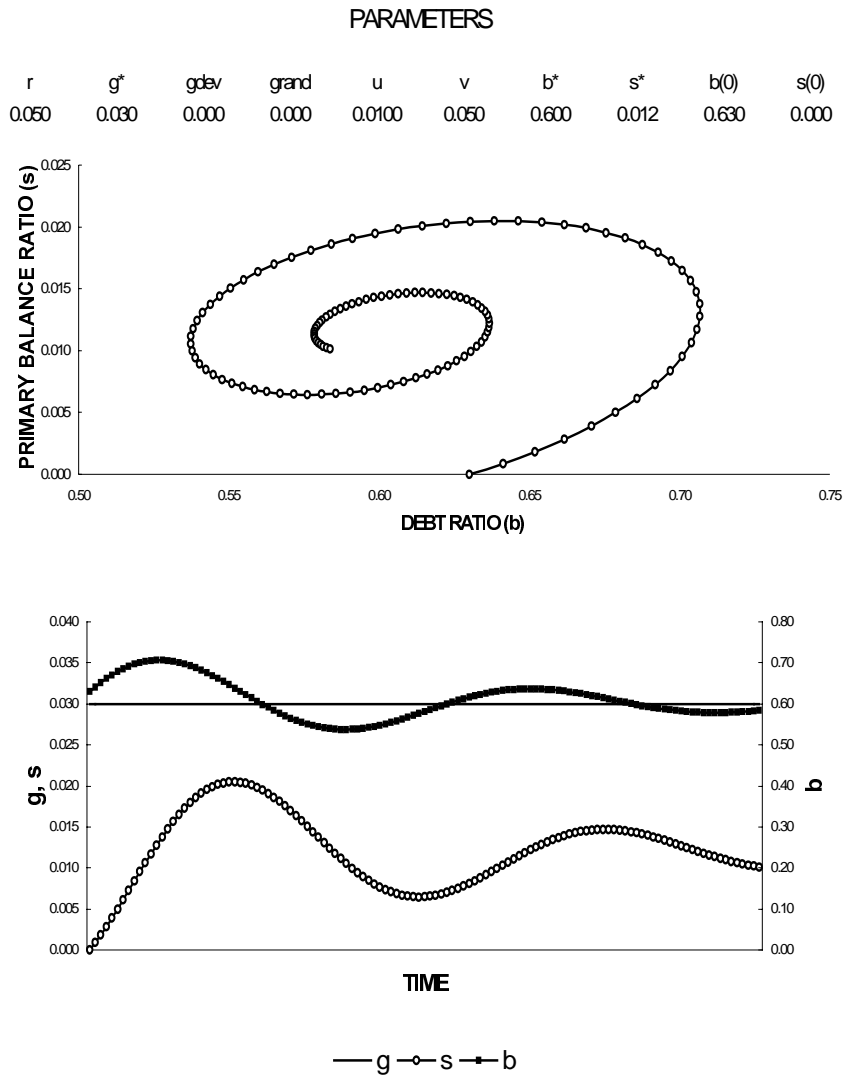 PARAMETERS
r g* gdev grand u v b* s* b(0) s(0)
0.050 0.030 0.000 0.000 0.0100 0.050 0.600 0.012 0.630 0.000
PRIMARY BALANCE RATIO (s)
0.025
0.020
0.015
0.010
0.005
0.000
0.50 0.55 0.60 0.65 0.70 0.75
DEBT RATIO (b)
g, s
0.040
0.035
0.030
0.025
0.020
0.015
0.010
0.005
0.000
0.80
0.70
0.60
0.50
0.40
0.30
0.20
0.10
0.00
b
TIME
g s b